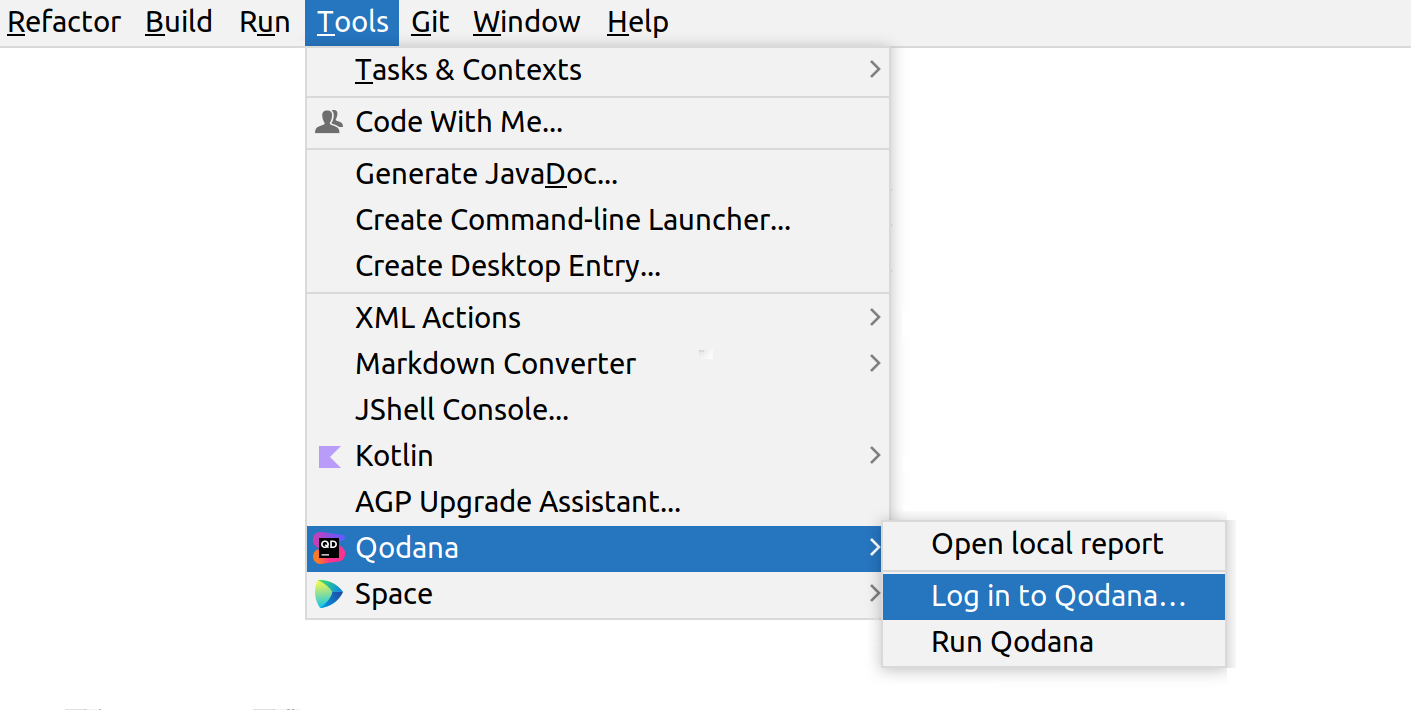 Refactor Build Run Tools Git Window Help
Tasks & Contexts
Code With Me...
Generate JavaDoc...
Create Command-line Launcher...
Create Desktop Entry...
XML Actions
Markdown Converter
JShell Console...
Kotlin
AGP Upgrade Assistant...
QD Qodana
Space
Open local report
Log in to Qodana...
Run Qodana